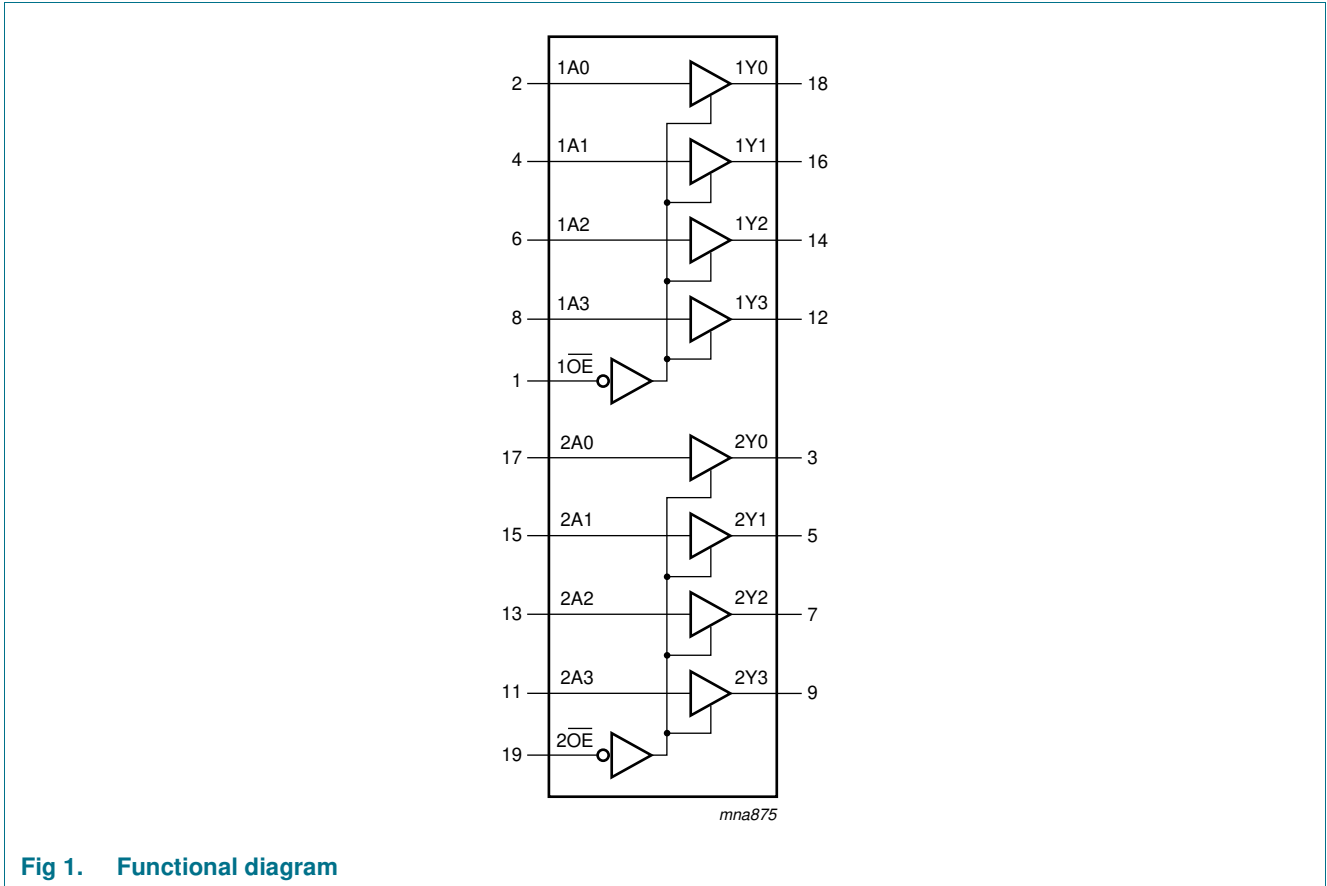 2 1A0 1Y0 18
4 1A1 1Y1 16
6 1A2 1Y2 14
8 1A3 1Y3 12
1 1O̅E̅
17 2A0 2Y0 3
15 2A1 2Y1 5
13 2A2 2Y2 7
11 2A3 2Y3 9
19 2O̅E̅
mna875
Fig 1. Functional diagram